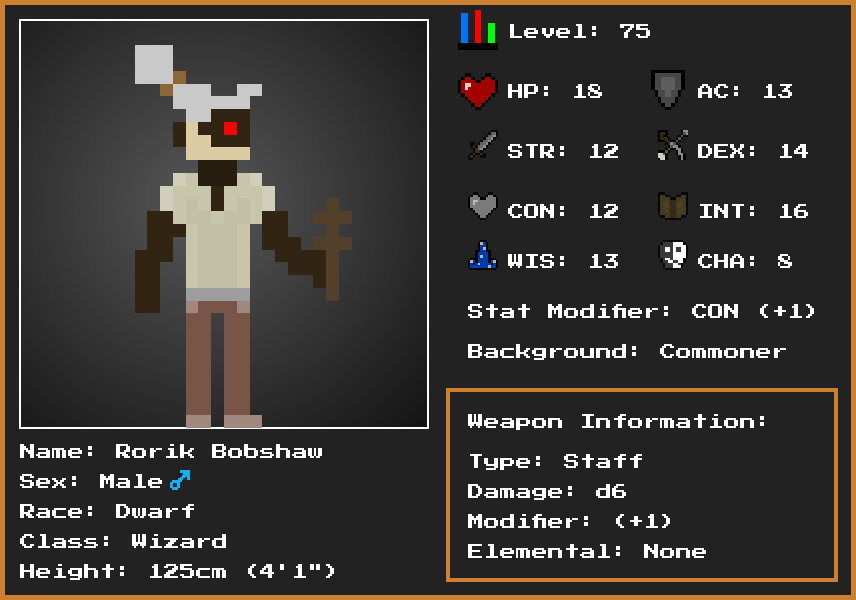 Level: 75
HP: 18
AC: 13
STR: 12
DEX: 14
CON: 12
INT: 16
WIS: 13
CHA: 8
Stat Modifier: CON (+1)
Background: Commoner
Weapon Information:
Type: Staff
Damage: d6
Modifier: (+1)
Elemental: None
Name: Rorik Bobshaw
Sex: Male♂
Race: Dwarf
Class: Wizard
Height: 125cm (4'1")